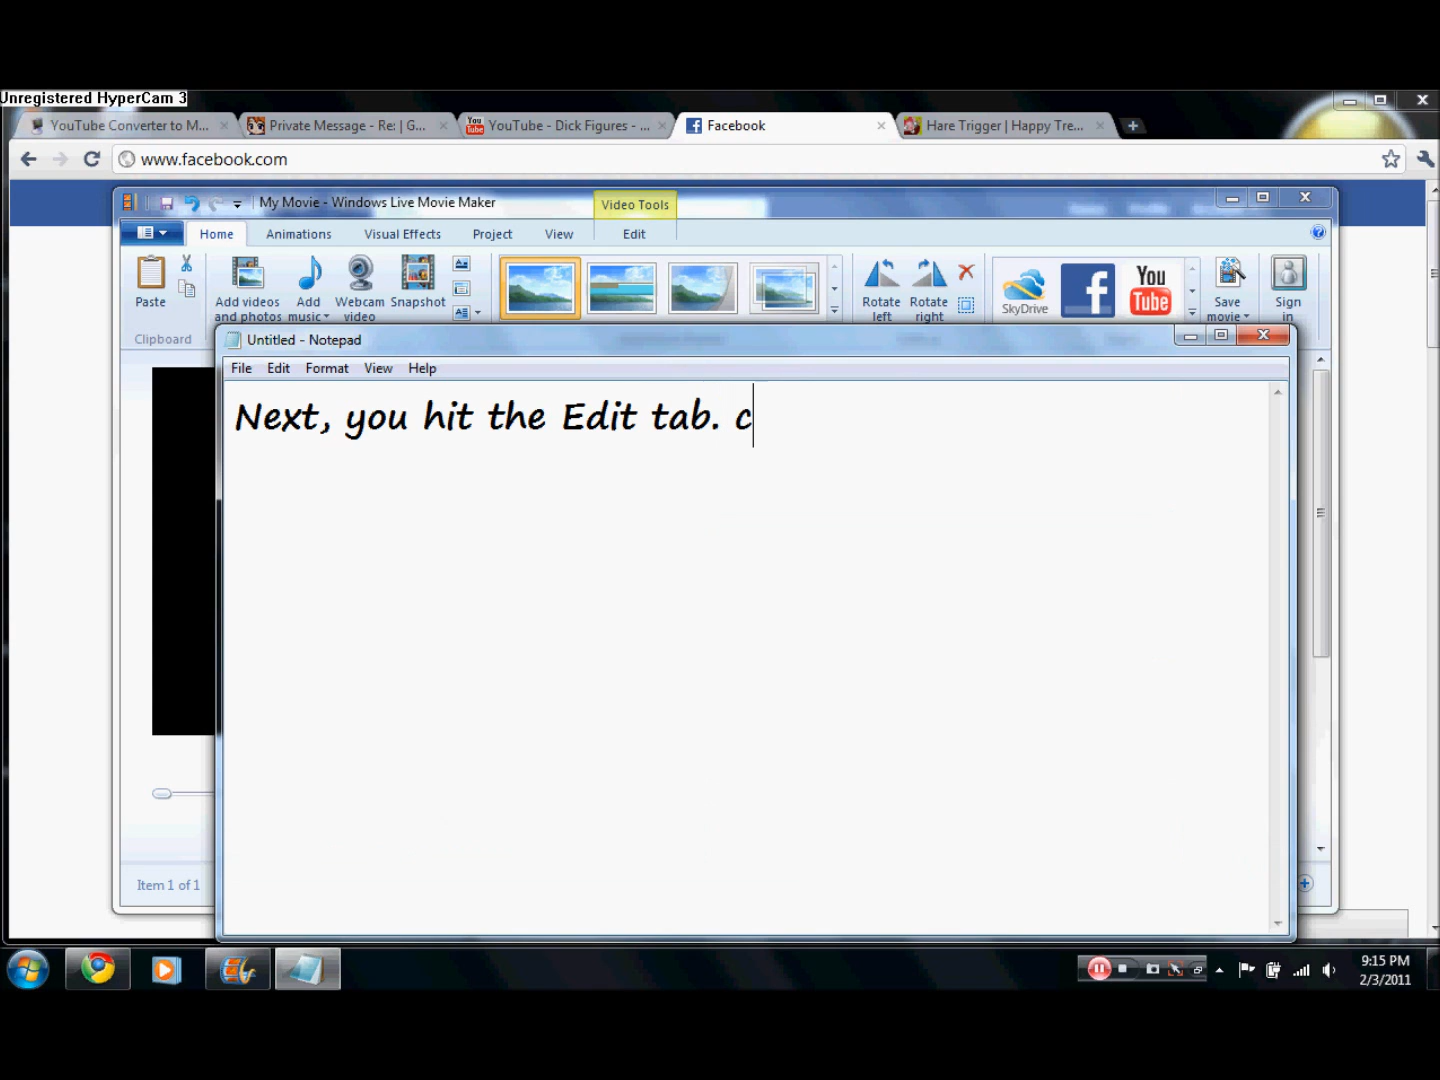 Unregistered HyperCam 3
YouTube Converter to M...
Private Message - Re: | G...
YouTube - Dick Figures - ...
Facebook
Hare Trigger | Happy Tre...
www.facebook.com
My Movie - Windows Live Movie Maker
Video Tools
Home
Animations
Visual Effects
Project
View
Edit
Paste
Add videos and photos
Add music
Webcam video
Snapshot
Rotate left
Rotate right
SkyDrive
You Tube
Save movie
Sign in
Clipboard
Untitled - Notepad
File Edit Format View Help
Next, you hit the Edit tab. c
Item 1 of 1
9:15 PM
2/3/2011